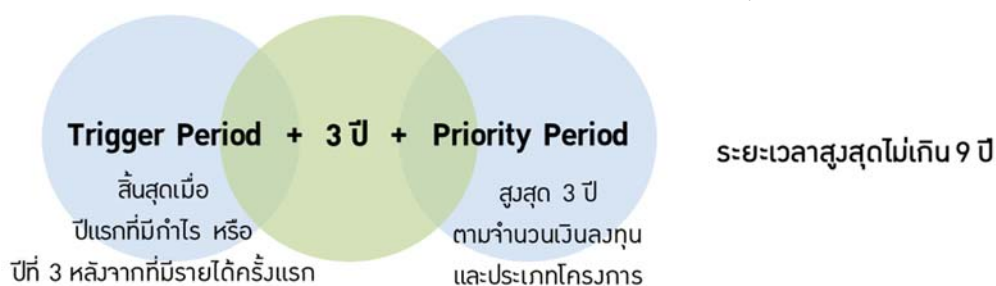 Trigger Period + 3 ปี + Priority Period
สิ้นสุดเมื่อ
ปีแรกที่มีกำไร หรือ
ปีที่ 3 หลังจากที่มีรายได้ครั้งแรก
สูงสุด 3 ปี
ตามจำนวนเงินลงทุน
และประเภทโครงการ
ระยะเวลาสูงสุดไม่เกิน 9 ปี